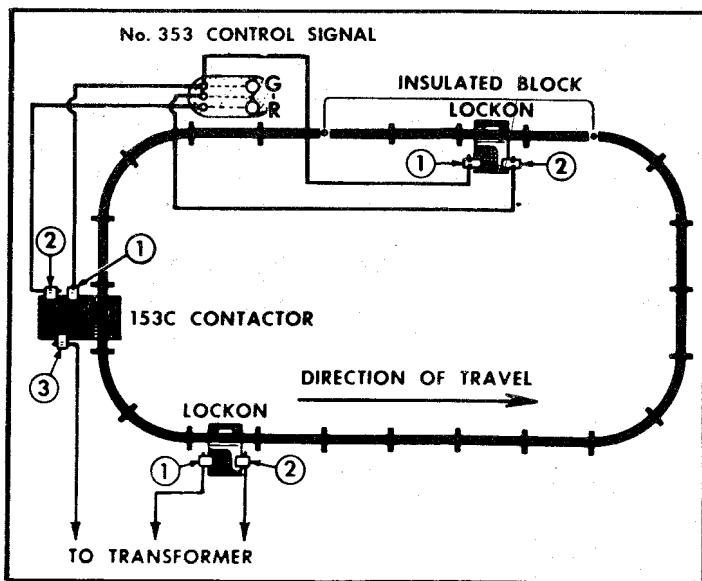 No. 353 CONTROL SIGNAL
G
R
INSULATED BLOCK
LOCKON
1
2
2
1
153C CONTACTOR
3
DIRECTION OF TRAVEL
LOCKON
1
2
TO TRANSFORMER